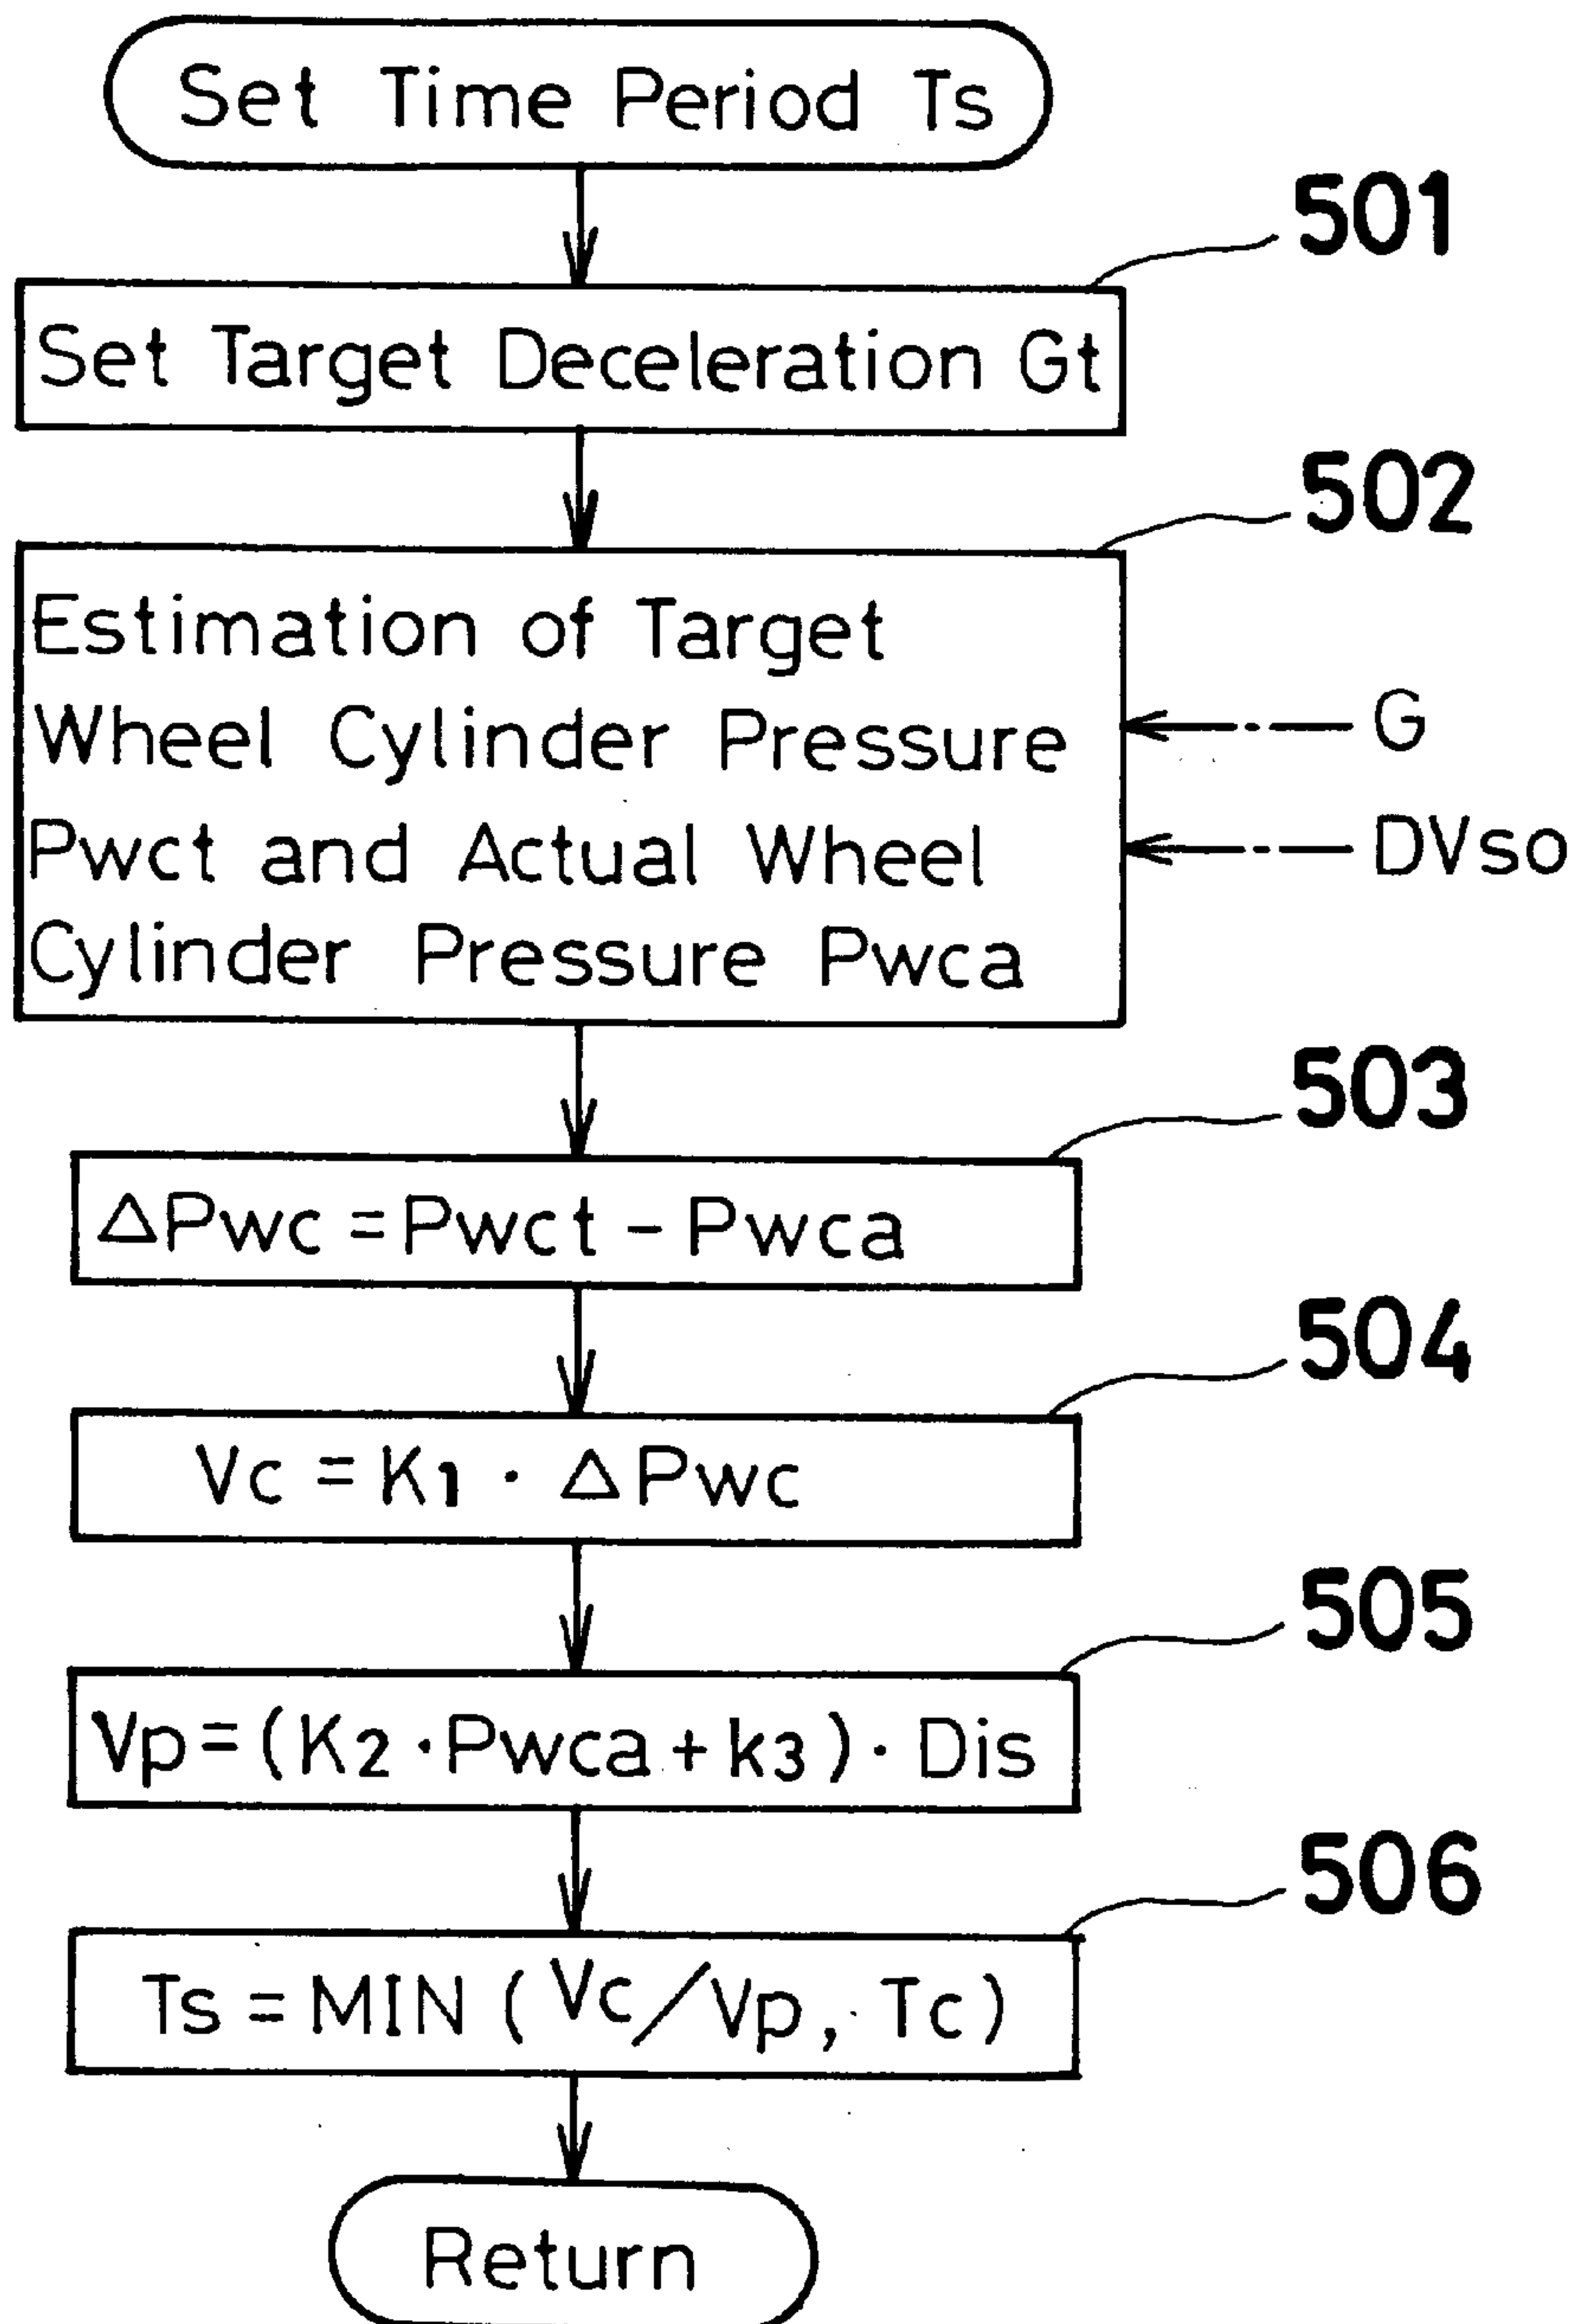 Set Time Period Ts
501
Set Target Deceleration Gt
502
Estimation of Target
Wheel Cylinder Pressure
Pwct and Actual Wheel
Cylinder Pressure Pwca
G
DVso
503
ΔPwc = Pwct - Pwca
504
Vc = K1 · ΔPwc
505
Vp = (K2 · Pwca + k3) · Dis
506
Ts = MIN (Vc/Vp, Tc)
Return